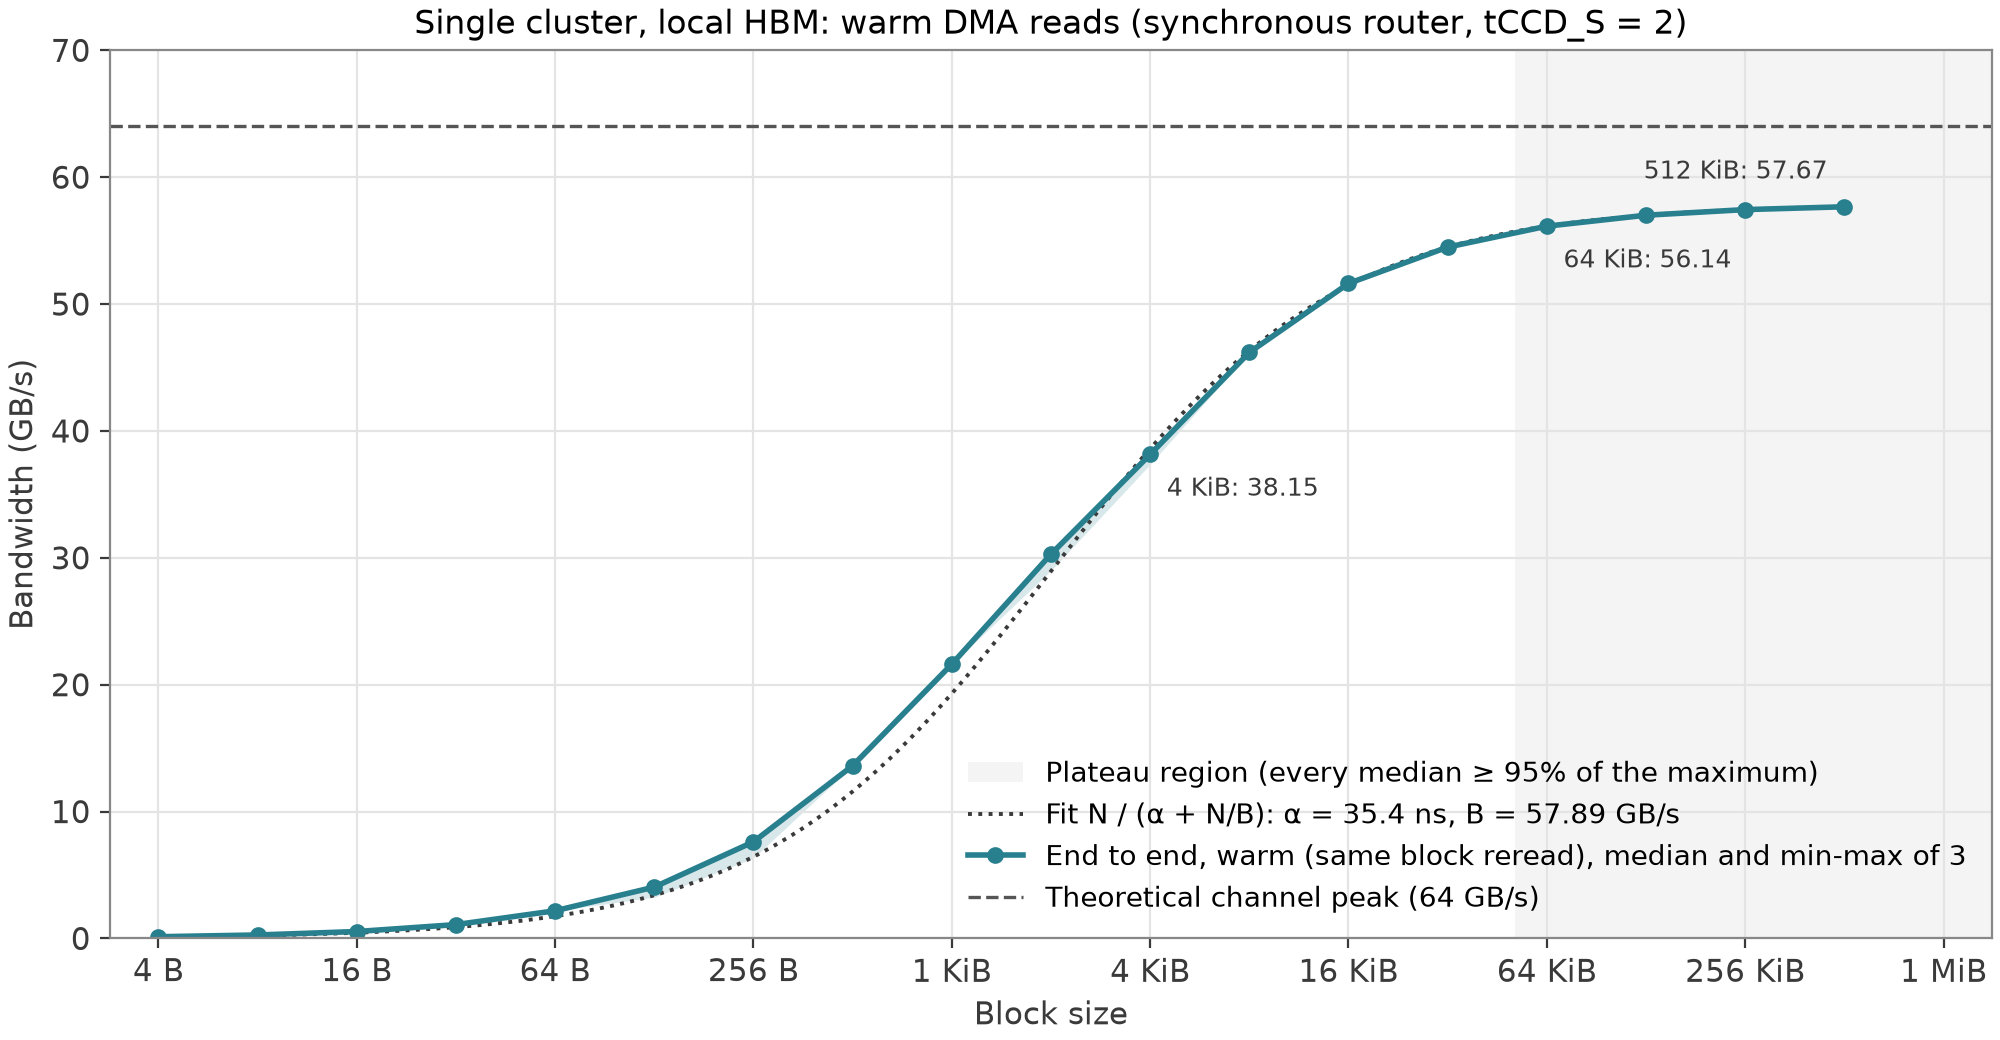 Single cluster, local HBM: warm DMA reads (synchronous router, tCCD_S = 2)
70
60
50
40
30
20
10
0
Bandwidth (GB/s)
512 KiB: 57.67
64 KiB: 56.14
4 KiB: 38.15
Plateau region (every median ≥ 95% of the maximum)
Fit N / (α + N/B): α = 35.4 ns, B = 57.89 GB/s
End to end, warm (same block reread), median and min-max of 3
Theoretical channel peak (64 GB/s)
4 B
16 B
64 B
256 B
1 KiB
4 KiB
16 KiB
64 KiB
256 KiB
1 MiB
Block size